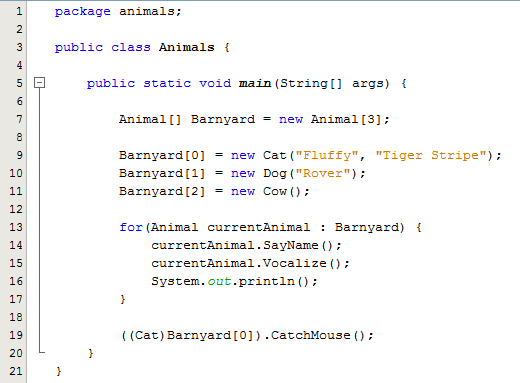 1 package animals;
2
3 public class Animals {
4
5 public static void main(String[] args) {
6
7 Animal[] Barnyard = new Animal[3];
8
9 Barnyard[0] = new Cat("Fluffy", "Tiger Stripe");
10 Barnyard[1] = new Dog("Rover");
11 Barnyard[2] = new Cow();
12
13 for(Animal currentAnimal : Barnyard) {
14 currentAnimal.SayName();
15 currentAnimal.Vocalize();
16 System.out.println();
17 }
18
19 ((Cat)Barnyard[0]).CatchMouse();
20 }
21 }